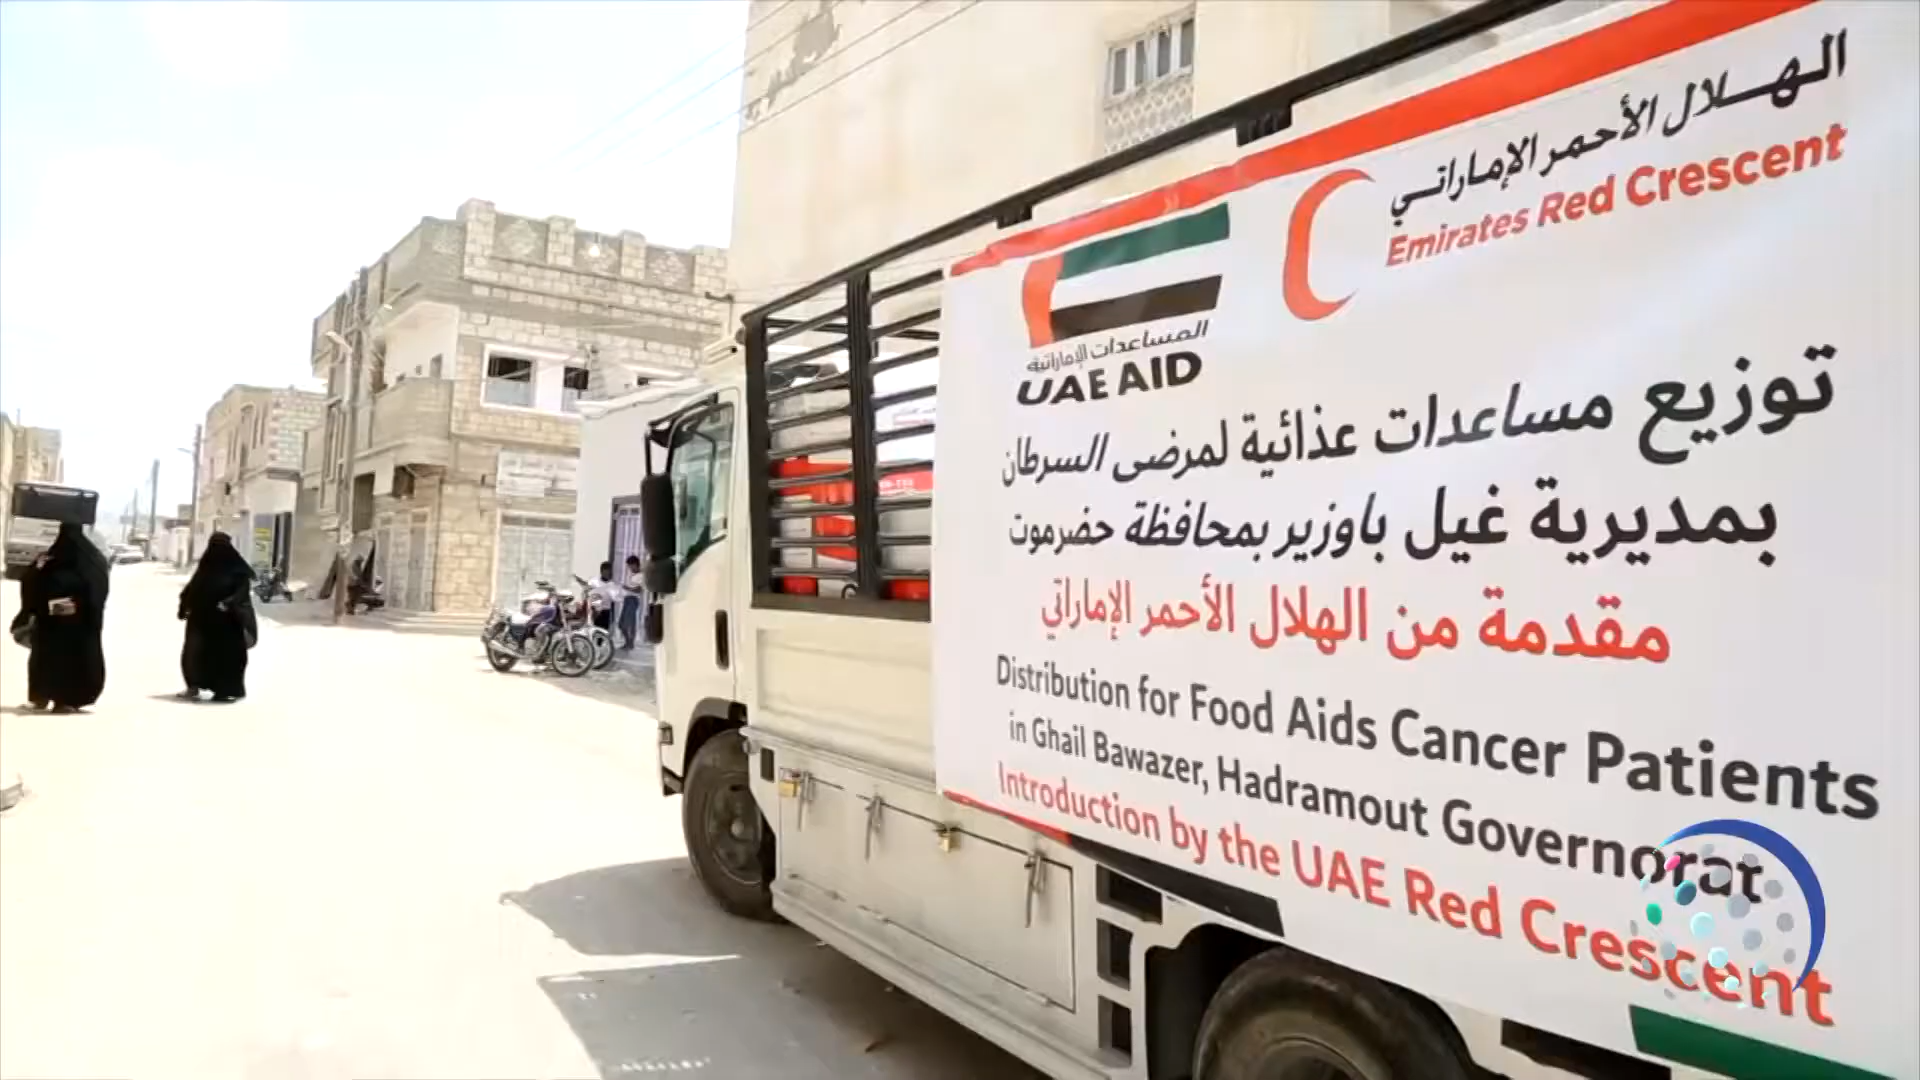 الهلال الأحمر الإماراتي
Emirates Red Crescent
المساعدات الإماراتية
UAE AID
توزيع مساعدات غذائية لمرضى السرطان
بمديرية غيل باوزير بمحافظة حضرموت
مقدمة من الهلال الأحمر الإماراتي
Distribution for Food Aids Cancer Patients
in Ghail Bawazer, Hadramout Governorat
Introduction by the UAE Red Crescent